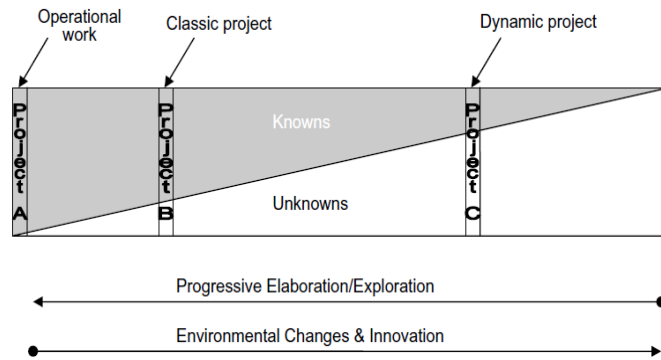 Operational
work
Classic project
Dynamic project
Project A
Project B
Project C
Knowns
Unknowns
Progressive Elaboration/Exploration
Environmental Changes & Innovation